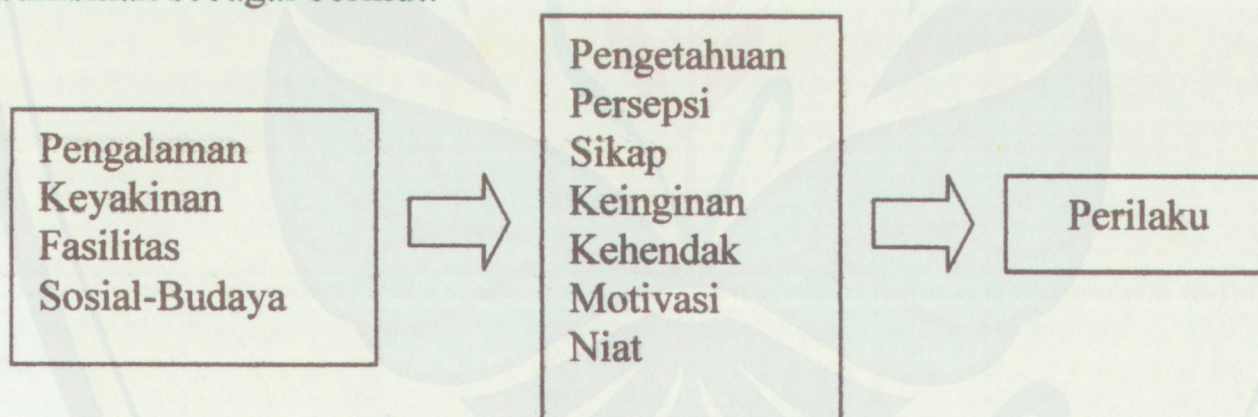 Pengalaman
Keyakinan
Fasilitas
Sosial-Budaya
Pengetahuan
Persepsi
Sikap
Keinginan
Kehendak
Motivasi
Niat
Perilaku